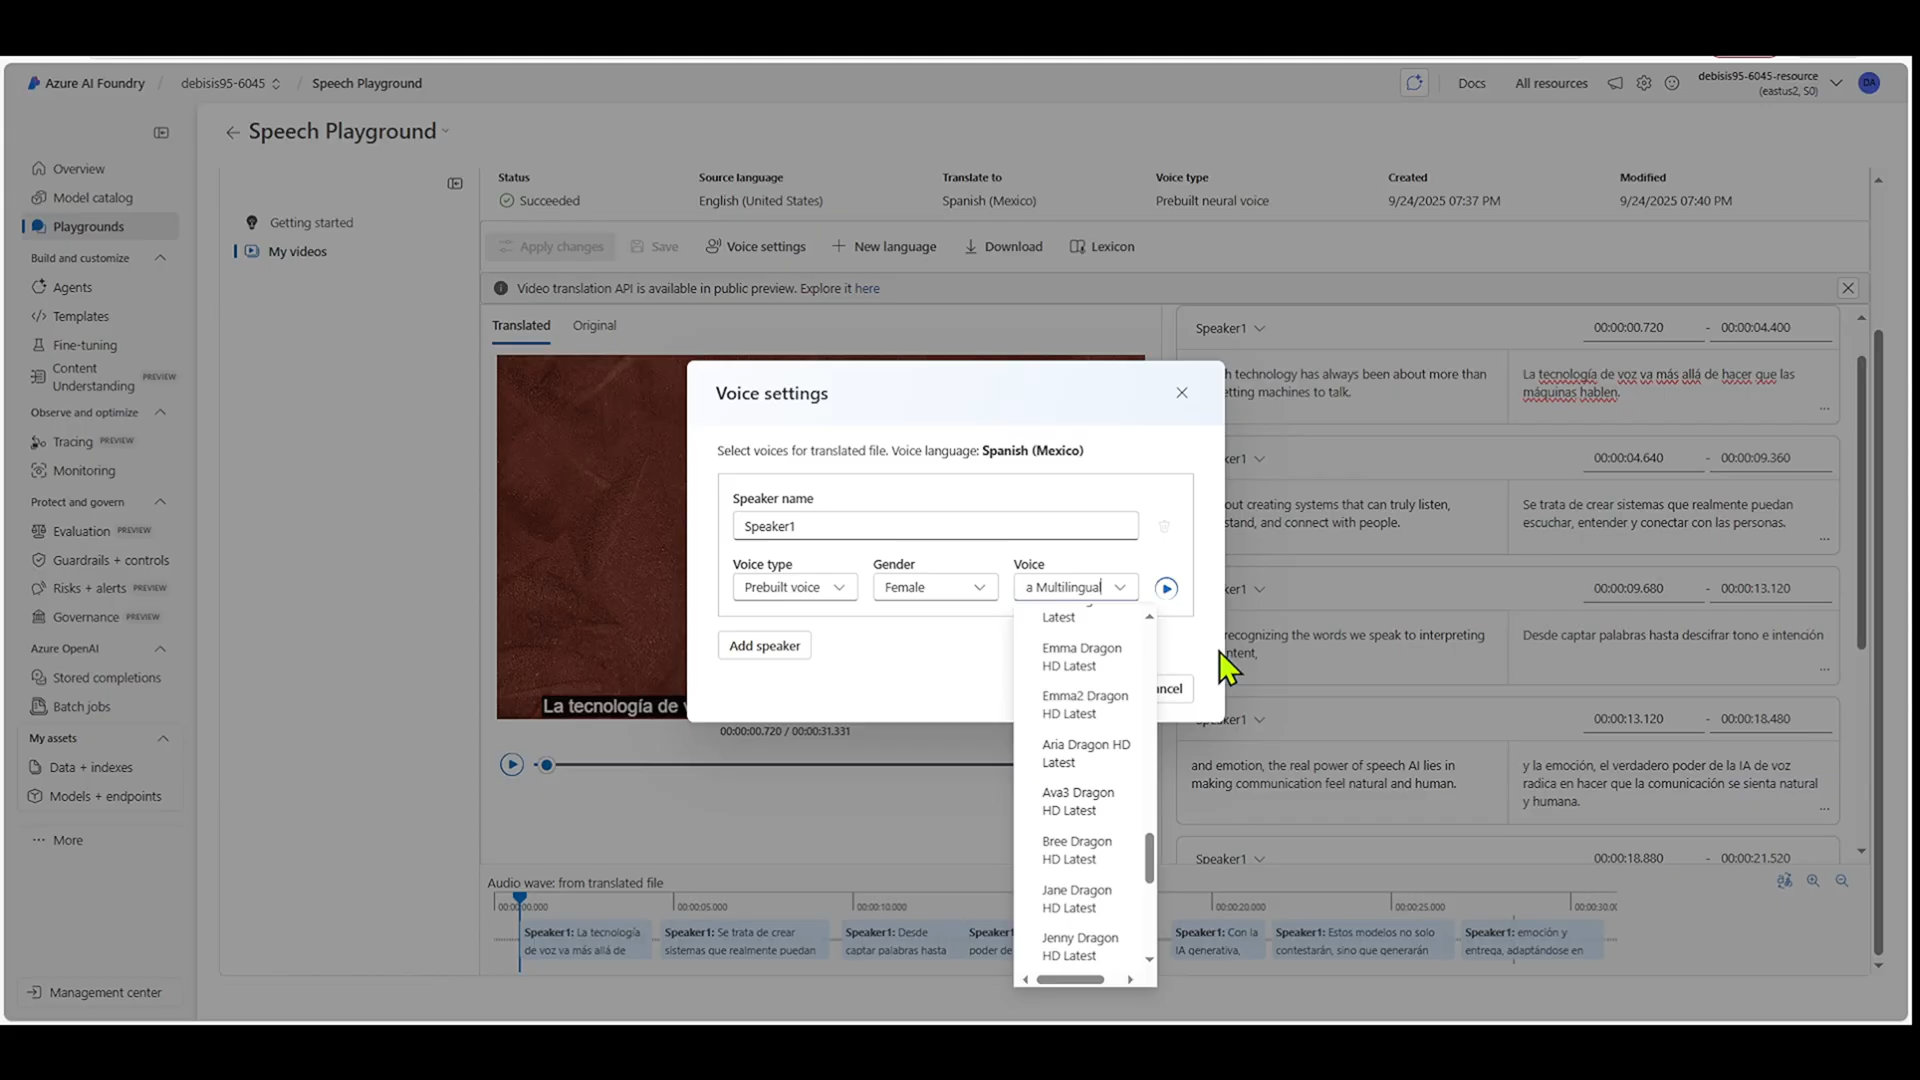 Azure AI Foundry / debisis95-6045 / Speech Playground
Docs All resources debisis95-6045-resource (eastus2, S0) DA
Speech Playground
Overview
Model catalog
Playgrounds
Build and customize
Agents
Templates
Fine-tuning
Content Understanding PREVIEW
Observe and optimize
Tracing PREVIEW
Monitoring
Protect and govern
Evaluation PREVIEW
Guardrails + controls
Risks + alerts PREVIEW
Governance PREVIEW
Azure OpenAI
Stored completions
Batch jobs
My assets
Data + indexes
Models + endpoints
More
Management center
Getting started
My videos
Status Source language Translate to Voice type Created Modified
Succeeded English (United States) Spanish (Mexico) Prebuilt neural voice 9/24/2025 07:37 PM 9/24/2025 07:40 PM
Apply changes Save Voice settings New language Download Lexicon
Video translation API is available in public preview. Explore it here
Translated Original
La tecnología de
00:00:00.720 / 00:00:31.331
Voice settings
Select voices for translated file. Voice language: Spanish (Mexico)
Speaker name
Speaker1
Voice type Gender Voice
Prebuilt voice Female a Multilingual
Latest
Emma Dragon
HD Latest
Emma2 Dragon
HD Latest
Aria Dragon HD
Latest
Ava3 Dragon
HD Latest
Bree Dragon
HD Latest
Jane Dragon
HD Latest
Jenny Dragon
HD Latest
Add speaker
ncel
Speaker1 00:00:00.720 - 00:00:04.400
h technology has always been about more than
etting machines to talk.
La tecnología de voz va más allá de hacer que las
máquinas hablen.
...
ker1 00:00:04.640 - 00:00:09.360
out creating systems that can truly listen,
stand, and connect with people.
Se trata de crear sistemas que realmente puedan
escuchar, entender y conectar con las personas.
...
ker1 00:00:09.680 - 00:00:13.120
recognizing the words we speak to interpreting
ntent,
Desde captar palabras hasta descifrar tono e intención
...
ker1 00:00:13.120 - 00:00:18.480
and emotion, the real power of speech AI lies in
making communication feel natural and human.
y la emoción, el verdadero poder de la IA de voz
radica en hacer que la comunicación se sienta natural
y humana.
...
Speaker1 00:00:18.880 - 00:00:21.520
Audio wave: from translated file
00:00:00.000 00:00:05.000 00:00:10.000 00:00:20.000 00:00:25.000 00:00:30.0
Speaker1: La tecnología
de voz va más allá de
Speaker1: Se trata de crear
sistemas que realmente puedan
Speaker1: Desde
captar palabras hasta
Speaker1
poder de
Speaker1: Con la
IA generativa,
Speaker1: Estos modelos no solo
contestarán, sino que generarán
Speaker1: emoción y
entrega, adaptándose en